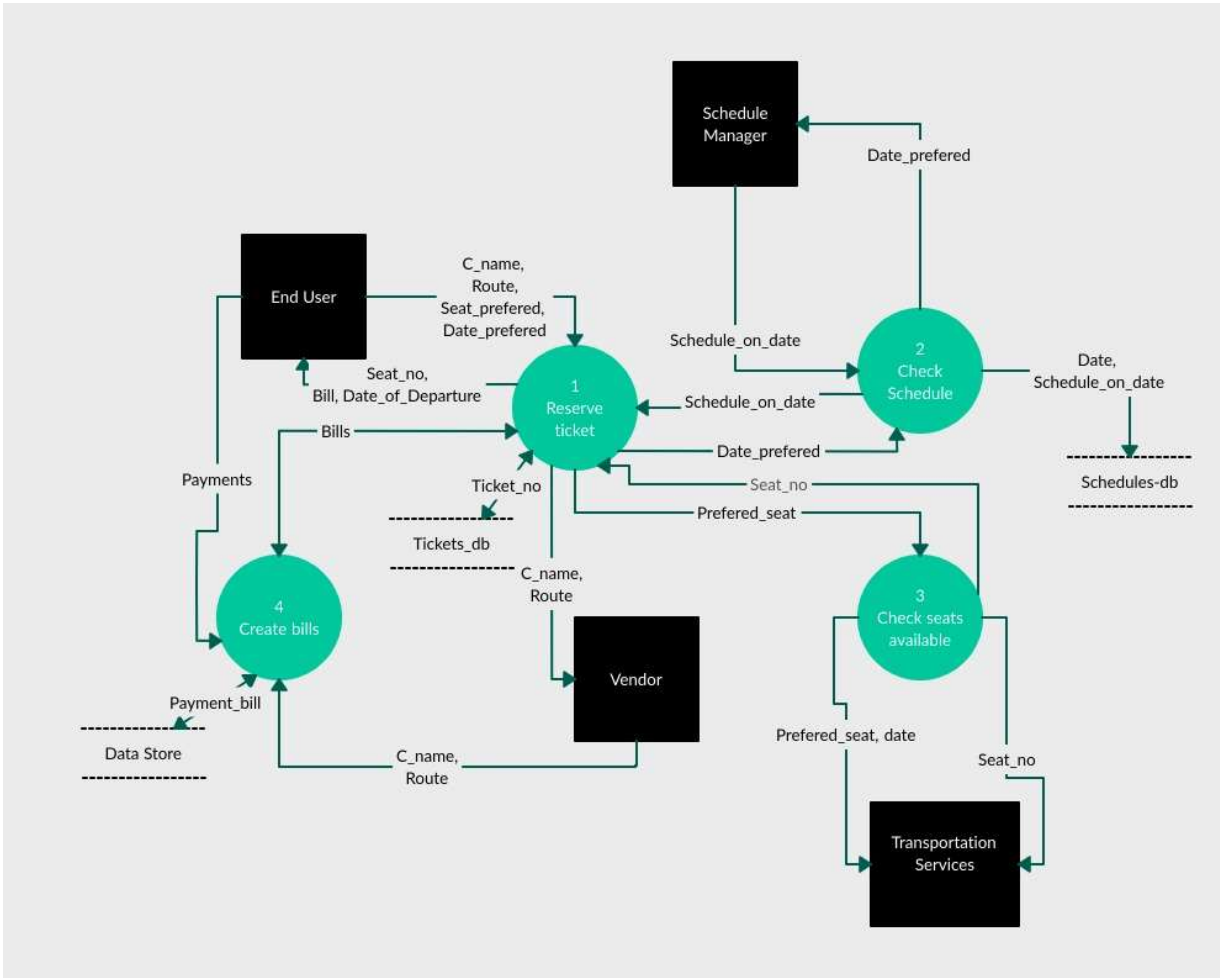 Schedule
Manager
Date_prefered
C_name,
Route,
Seat_prefered,
Date_prefered
End User
Schedule_on_date
2
Check
Schedule
Date,
Schedule_on_date
Seat_no,
Bill, Date_of_Departure
1
Reserve
ticket
Schedule_on_date
Bills
Date_prefered
Payments
Ticket_no
Seat_no
Schedules-db
Prefered_seat
Tickets_db
C_name,
Route
4
Create bills
3
Check seats
available
Vendor
Payment_bill
Data Store
C_name,
Route
Prefered_seat, date
Seat_no
Transportation
Services